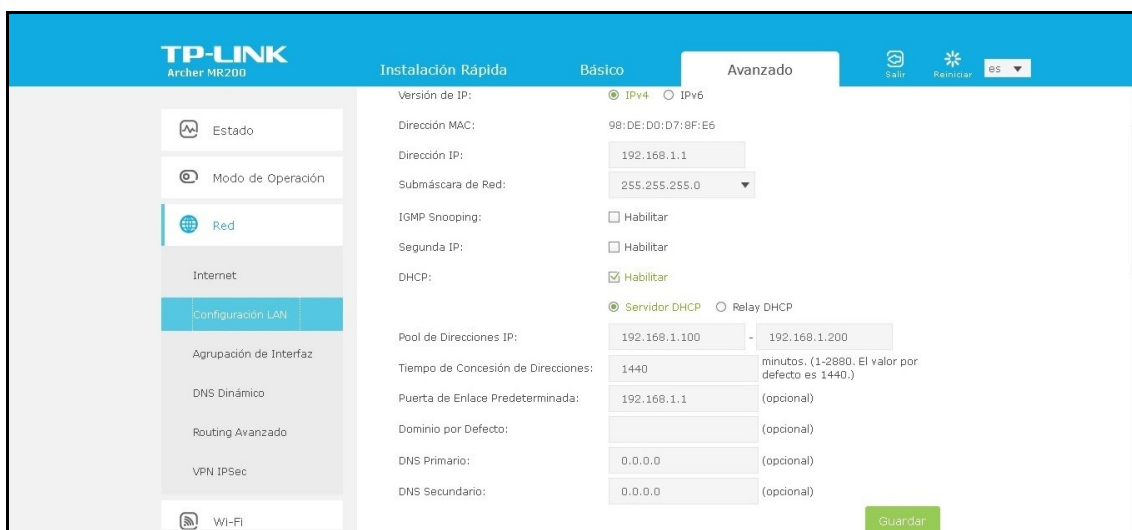 TP-LINK
Archer MR200
Instalación Rápida
Básico
Avanzado
Salir
Reiniciar
es
Estado
Modo de Operación
Red
Internet
Configuración LAN
Agrupación de Interfaz
DNS Dinámico
Routing Avanzado
VPN IPSec
Wi-Fi
Versión de IP: IPv4 IPv6
Dirección MAC: 98:DE:D0:D7:8F:E6
Dirección IP: 192.168.1.1
Submáscara de Red: 255.255.255.0
IGMP Snooping: Habilitar
Segunda IP: Habilitar
DHCP: Habilitar
Servidor DHCP Relay DHCP
Pool de Direcciones IP: 192.168.1.100 - 192.168.1.200
Tiempo de Concesión de Direcciones: 1440 minutos. (1-2880. El valor por
defecto es 1440.)
Puerta de Enlace Predeterminada: 192.168.1.1 (opcional)
Dominio por Defecto: (opcional)
DNS Primario: 0.0.0.0 (opcional)
DNS Secundario: 0.0.0.0 (opcional)
Guardar